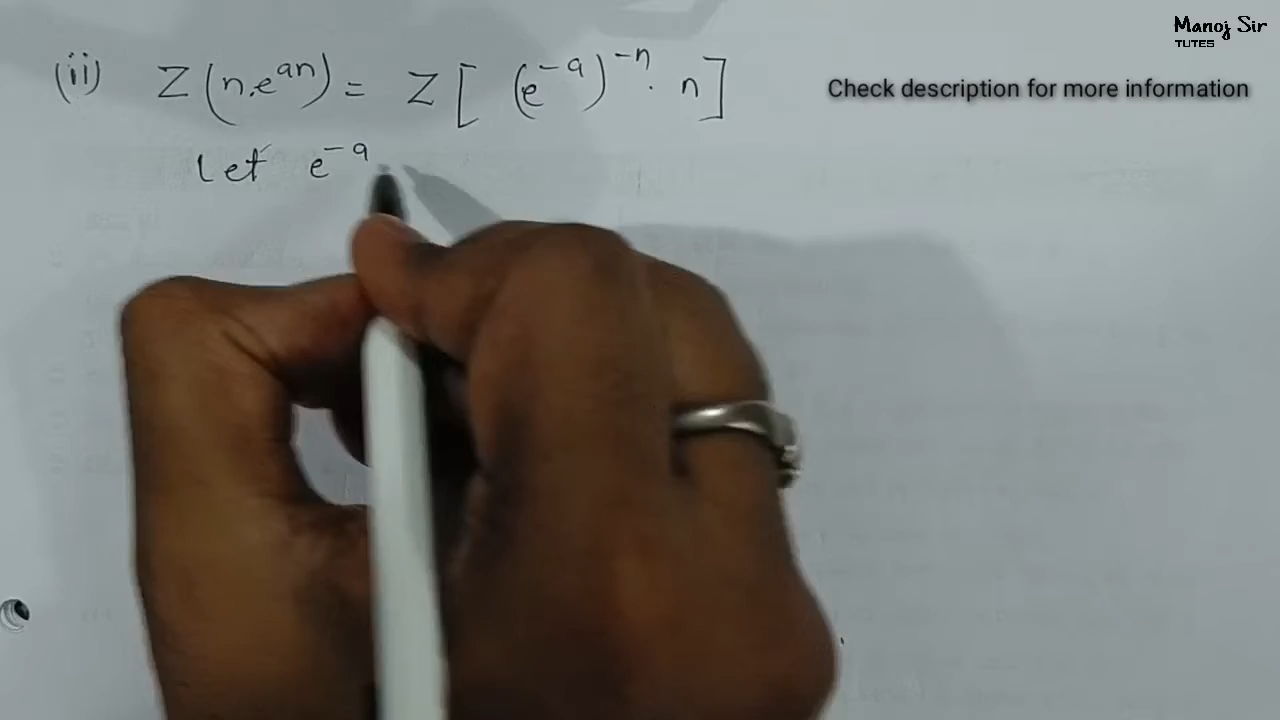 Manoj Sir
TUTES
(ii) Z(n.e^{an}) = Z[ (e^{-a})^{-n} . n]
Check description for more information
Let e^{-a}